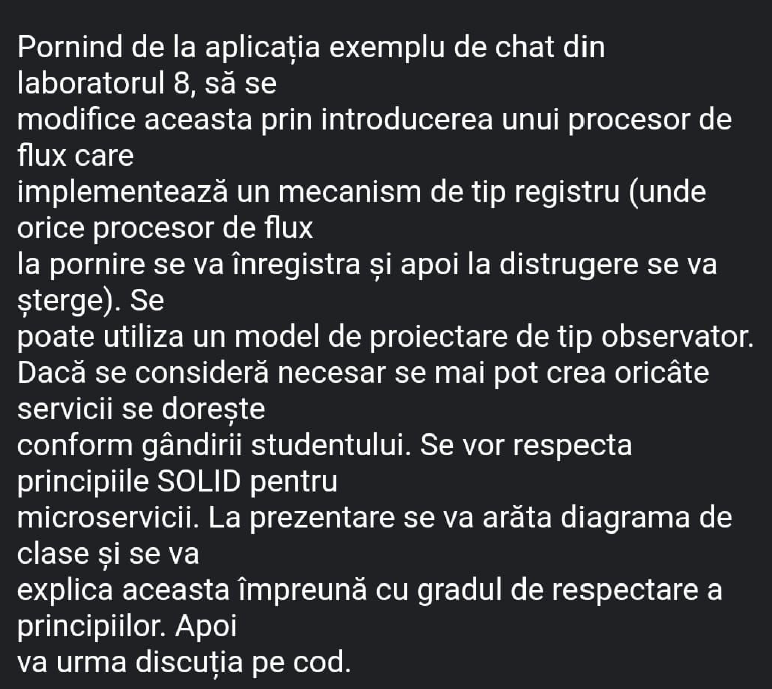 Pornind de la aplicația exemplu de chat din
laboratorul 8, să se
modifice aceasta prin introducerea unui procesor de
flux care
implementează un mecanism de tip registru (unde
orice procesor de flux
la pornire se va înregistra și apoi la distrugere se va
șterge). Se
poate utiliza un model de proiectare de tip observator.
Dacă se consideră necesar se mai pot crea oricâte
servicii se dorește
conform gândirii studentului. Se vor respecta
principiile SOLID pentru
microservicii. La prezentare se va arăta diagrama de
clase și se va
explica aceasta împreună cu gradul de respectare a
principiilor. Apoi
va urma discuția pe cod.